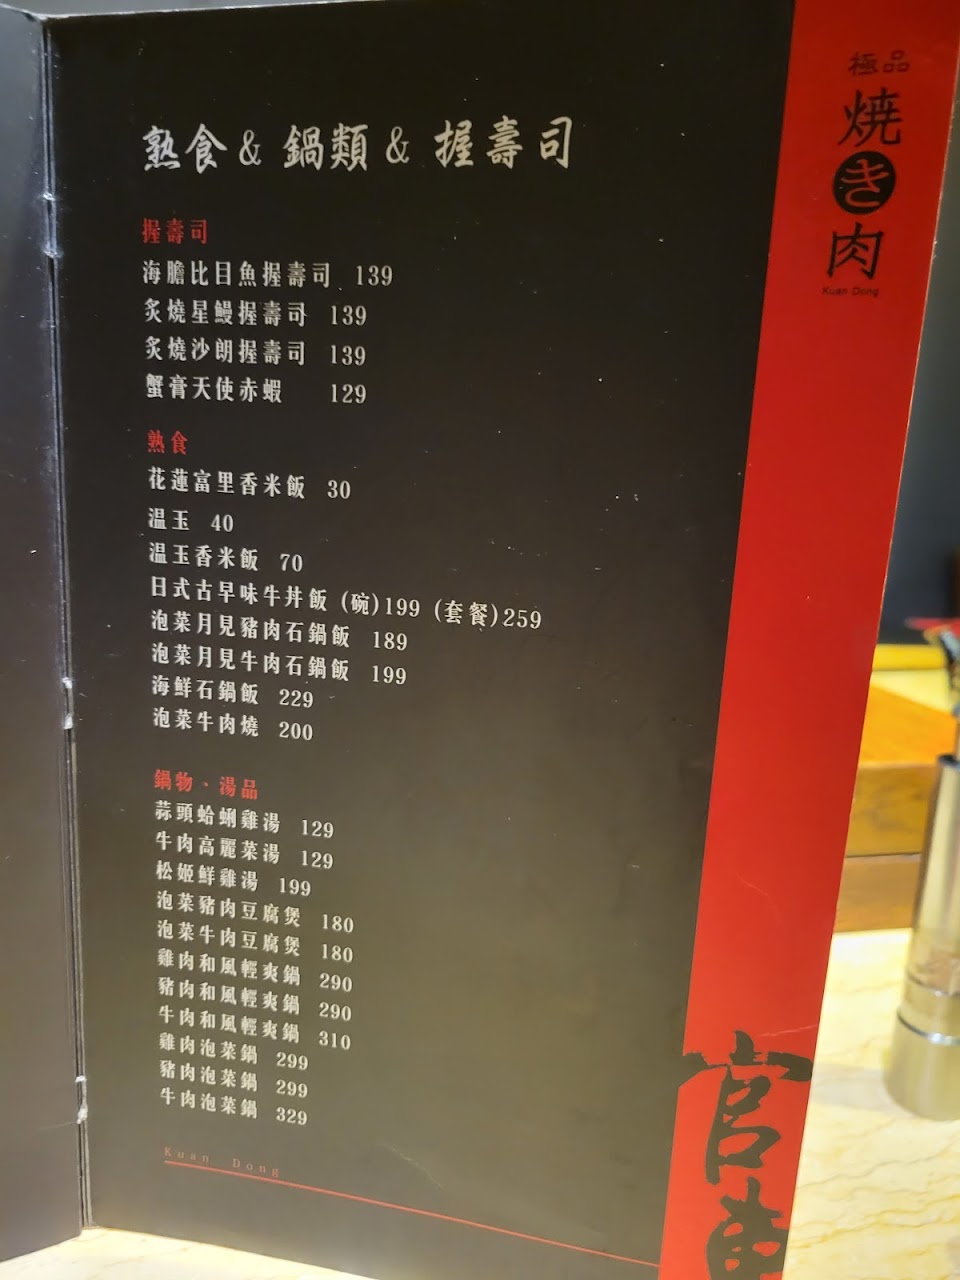 熟食 & 鍋類 & 握壽司
握壽司
海膽比目魚握壽司 139
炙燒星鰻握壽司 139
炙燒沙朗握壽司 139
蟹膏天使赤蝦 129
熟食
花蓮富里香米飯 30
温玉 40
温玉香米飯 70
日式古早味牛丼飯 (碗)199 (套餐)259
泡菜月見豬肉石鍋飯 189
泡菜月見牛肉石鍋飯 199
海鮮石鍋飯 229
泡菜牛肉燒 200
鍋物·湯品
蒜頭蛤蜊雞湯 129
牛肉高麗菜湯 129
松姬鮮雞湯 199
泡菜豬肉豆腐煲 180
泡菜牛肉豆腐煲 180
雞肉和風輕爽鍋 290
豬肉和風輕爽鍋 290
牛肉和風輕爽鍋 310
雞肉泡菜鍋 299
豬肉泡菜鍋 299
牛肉泡菜鍋 329
Kuan Dong
極品
焼き肉
Kuan Dong
官東